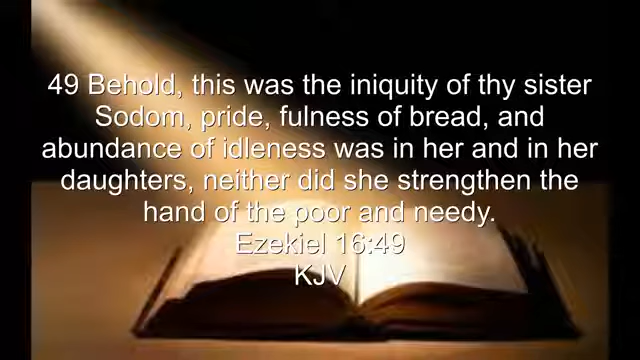 49 Behold, this was the iniquity of thy sister
Sodom, pride, fulness of bread, and
abundance of idleness was in her and in her
daughters, neither did she strengthen the
hand of the poor and needy.
Ezekiel 16:49
KJV